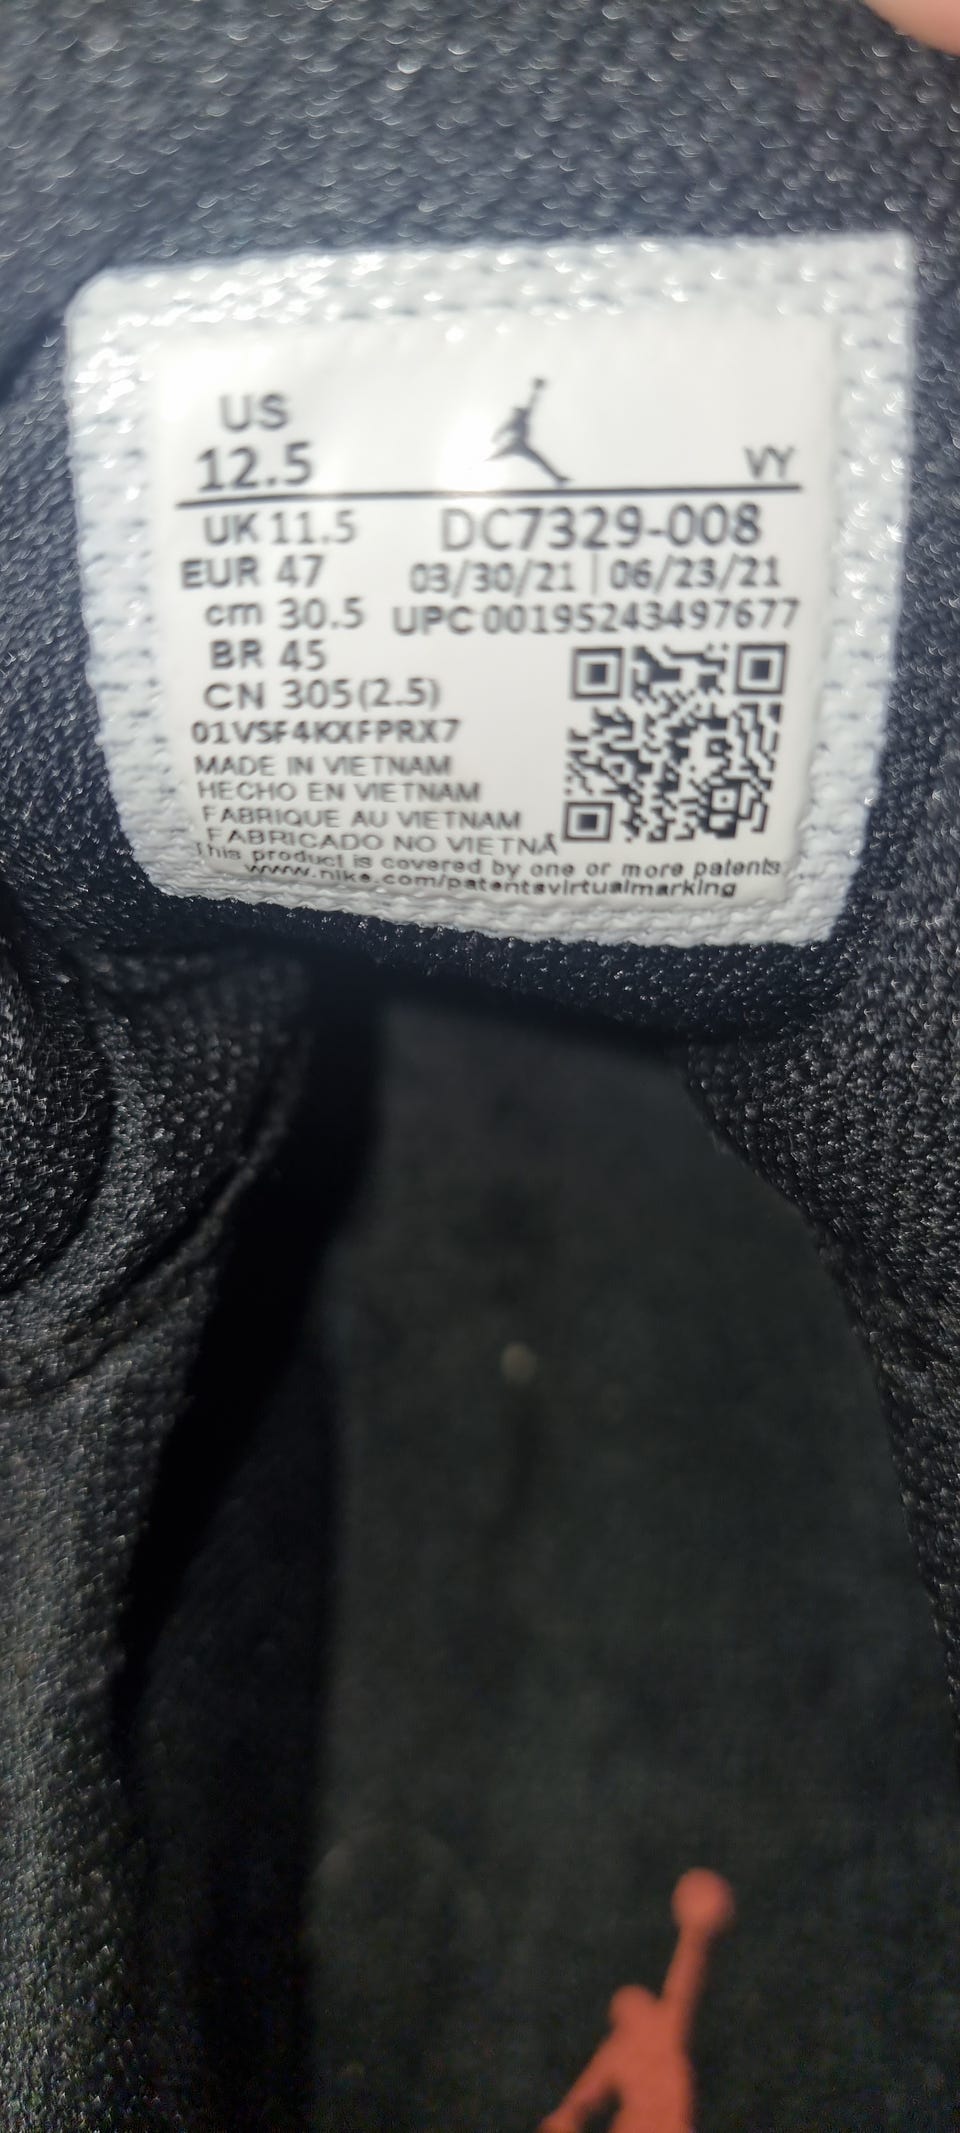 US
12.5
VY
UK 11.5
DC7329-008
EUR 47
03/30/21 | 06/23/21
cm 30.5
UPC 00195243497677
BR 45
CN 305(2.5)
01VSF4KXFPRX7
MADE IN VIETNAM
HECHO EN VIETNAM
FABRIQUE AU VIETNAM
FABRICADO NO VIETNÃ
This product is covered by one or more patents
www.nike.com/patentsvirtualmarking